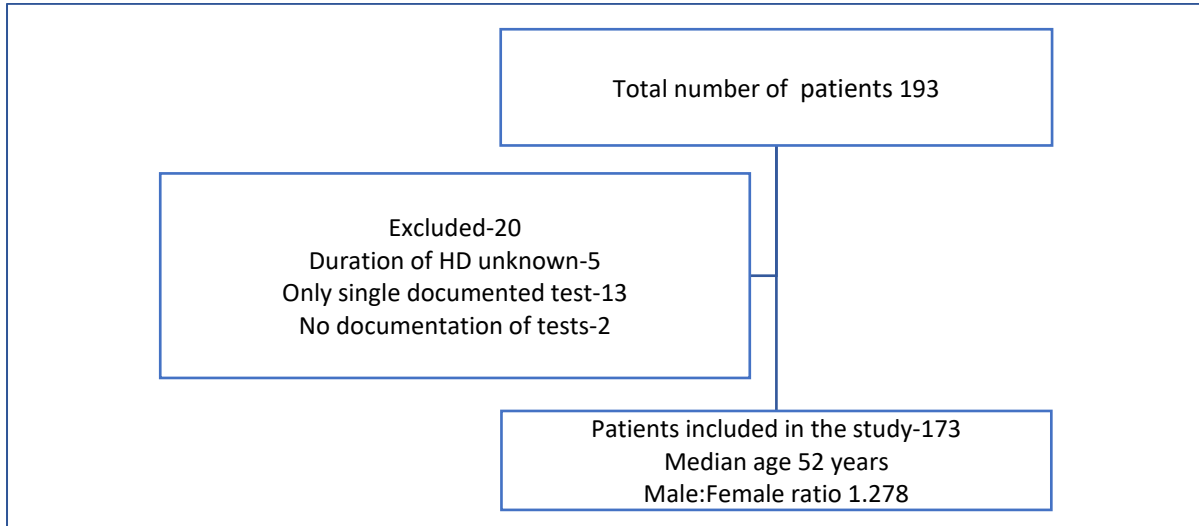 Total number of patients 193
Excluded-20
Duration of HD unknown-5
Only single documented test-13
No documentation of tests-2
Patients included in the study-173
Median age 52 years
Male:Female ratio 1.278